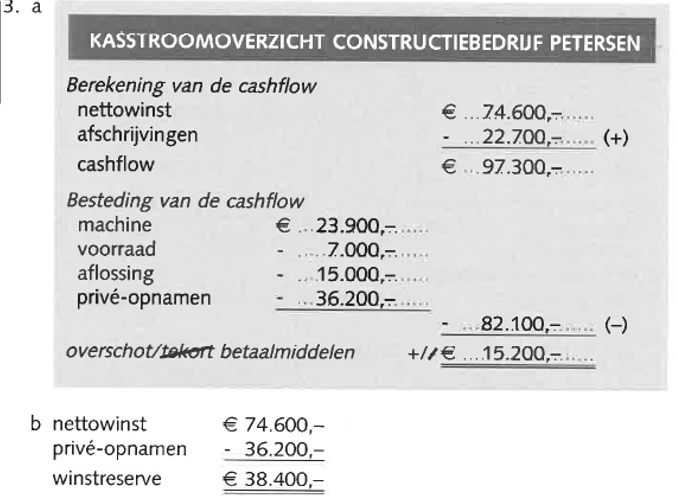 3. a
KASSTROOMOVERZICHT CONSTRUCTIEBEDRIJF PETERSEN
Berekening van de cashflow
nettowinst € ...74.600,–......
afschrijvingen - ...22.700,–...... (+)
cashflow € ...97.300,–......
Besteding van de cashflow
machine € ...23.900,–......
voorraad - .....7.000,–......
aflossing - ...15.000,–......
privé-opnamen - ...36.200,–......
- ...82.100,–...... (–)
overschot/tekort betaalmiddelen +// € ...15.200,–......
b nettowinst € 74.600,–
privé-opnamen - 36.200,–
winstreserve € 38.400,–